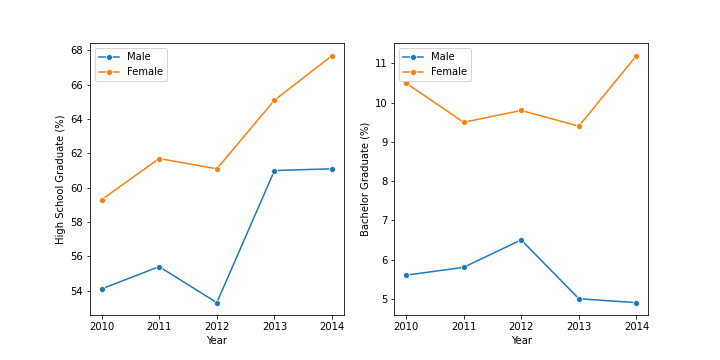 High School Graduate (%)
68
66
64
62
60
58
56
54
Male
Female
2010 2011 2012 2013 2014
Year
Bachelor Graduate (%)
11
10
9
8
7
6
5
Male
Female
2010 2011 2012 2013 2014
Year